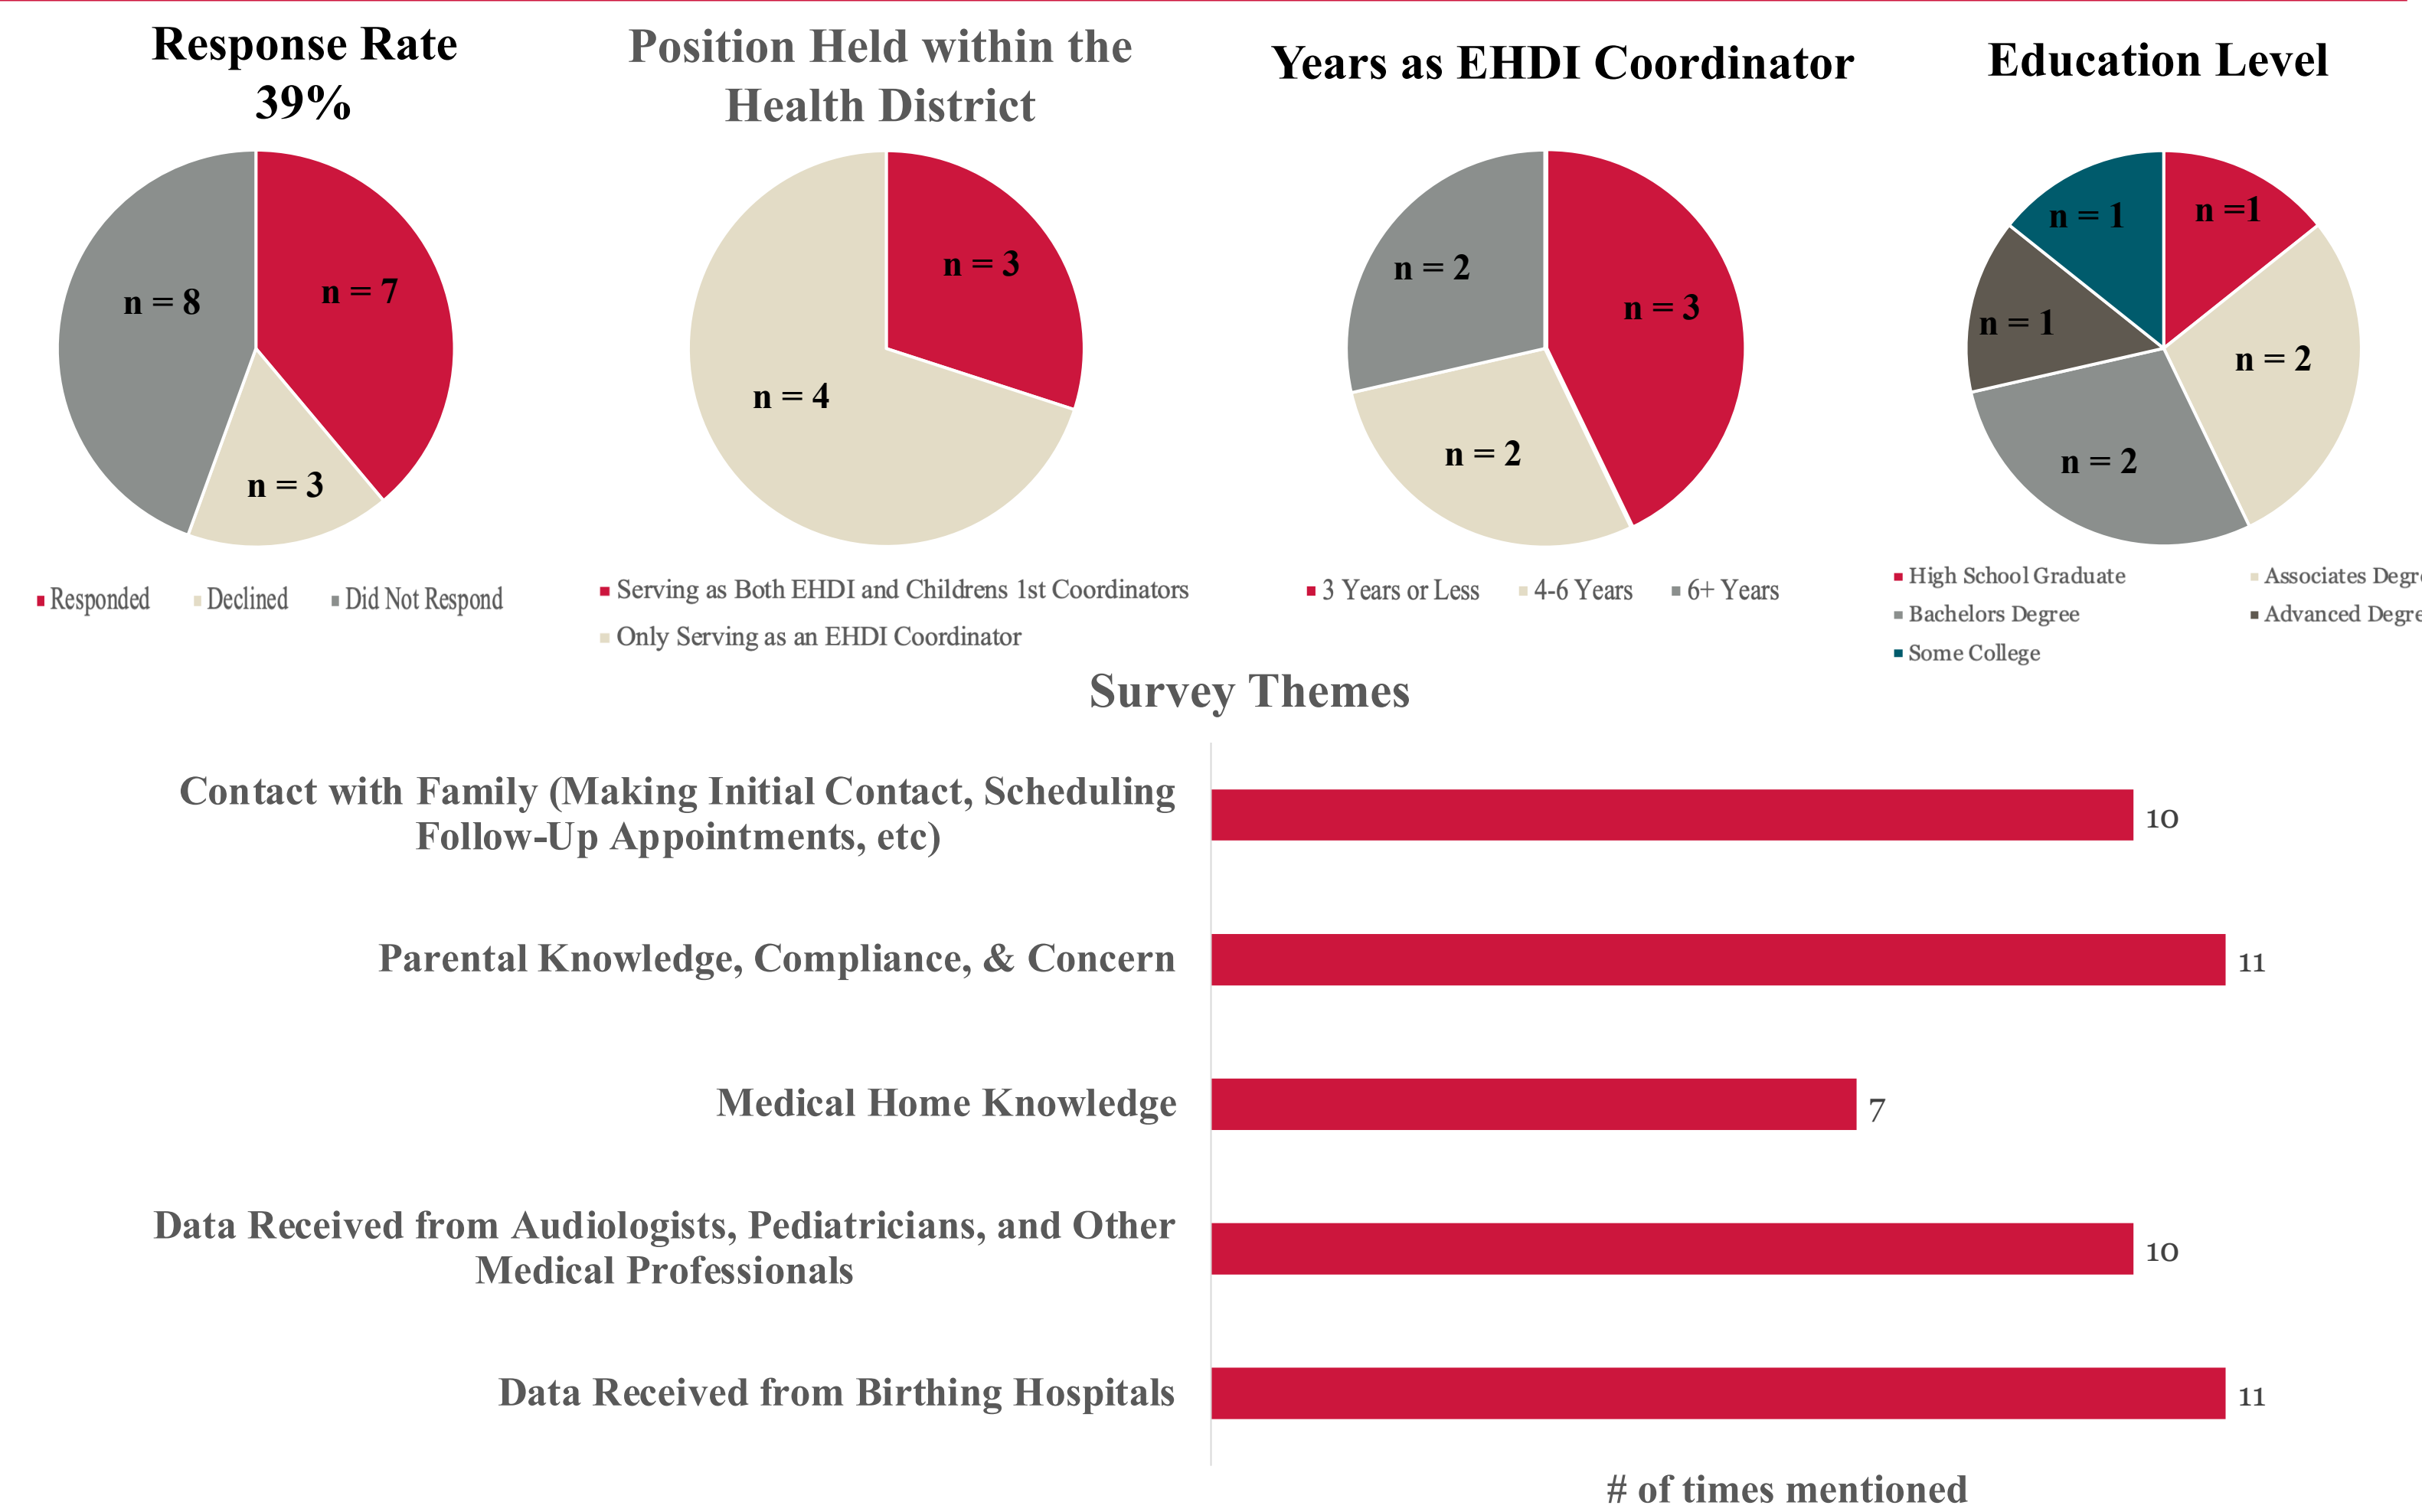 Response Rate
39%
n = 8
n = 7
n = 3
Responded
Declined
Did Not Respond
Position Held within the
Health District
n = 3
n = 4
Serving as Both EHDI and Childrens 1st Coordinators
Only Serving as an EHDI Coordinator
Years as EHDI Coordinator
n = 2
n = 3
n = 2
3 Years or Less
4-6 Years
6+ Years
Education Level
n = 1
n =1
n = 1
n = 2
n = 2
High School Graduate
Associates Degre
Bachelors Degree
Advanced Degre
Some College
Survey Themes
Contact with Family (Making Initial Contact, Scheduling
Follow-Up Appointments, etc)
10
Parental Knowledge, Compliance, & Concern
11
Medical Home Knowledge
7
Data Received from Audiologists, Pediatricians, and Other
Medical Professionals
10
Data Received from Birthing Hospitals
11
# of times mentioned